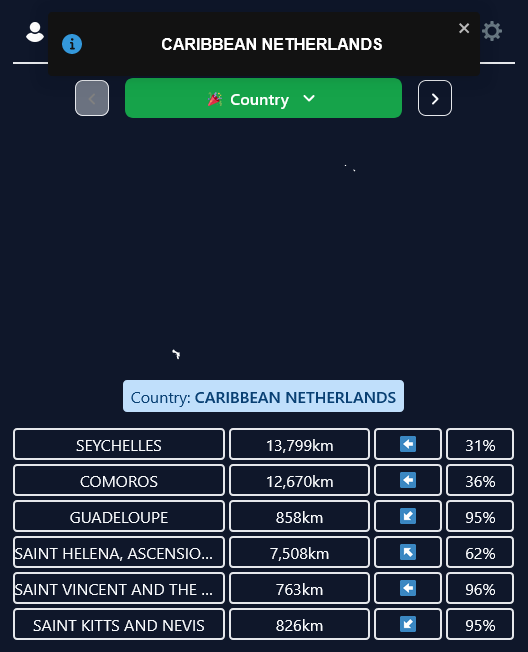 CARIBBEAN NETHERLANDS
Country
Country: CARIBBEAN NETHERLANDS
SEYCHELLES 13,799km 31%
COMOROS 12,670km 36%
GUADELOUPE 858km 95%
SAINT HELENA, ASCENSIO... 7,508km 62%
SAINT VINCENT AND THE ... 763km 96%
SAINT KITTS AND NEVIS 826km 95%